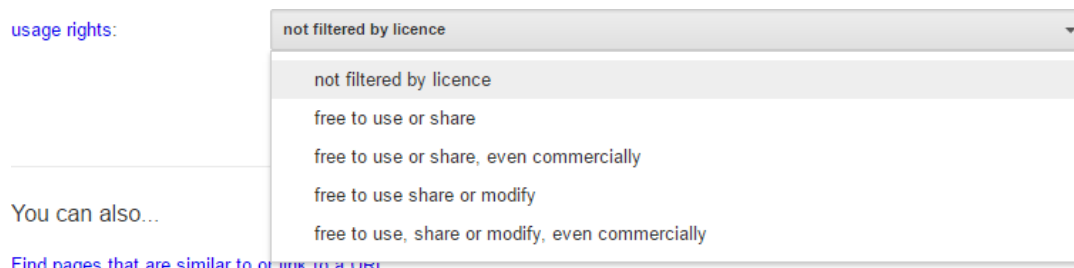 usage rights: not filtered by licence
not filtered by licence
free to use or share
free to use or share, even commercially
free to use share or modify
free to use, share or modify, even commercially
You can also...
Find pages that are similar to or link to a URL